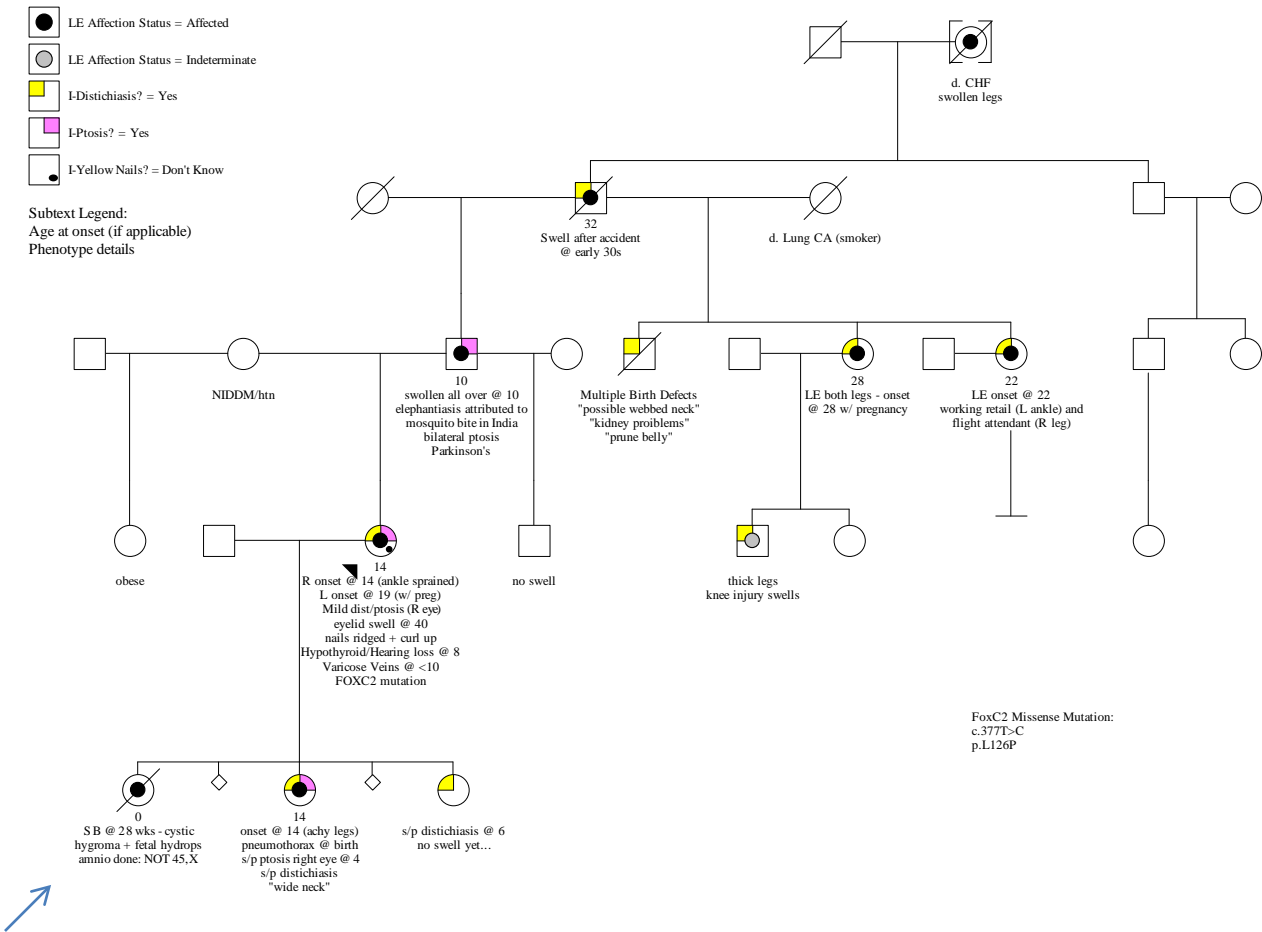 LE Affection Status = Affected
LE Affection Status = Indeterminate
I-Distichiasis? = Yes
I-Ptosis? = Yes
I-Yellow Nails? = Don't Know
Subtext Legend:
Age at onset (if applicable)
Phenotype details
d. CHF
swollen legs
32
Swell after accident
@ early 30s
d. Lung CA (smoker)
NIDDM/htn
10
swollen all over @ 10
elephantiasis attributed to
mosquito bite in India
bilateral ptosis
Parkinson's
Multiple Birth Defects
"possible webbed neck"
"kidney proiblems"
"prune belly"
28
LE both legs - onset
@ 28 w/ pregnancy
22
LE onset @ 22
working retail (L ankle) and
flight attendant (R leg)
obese
14
R onset @ 14 (ankle sprained)
L onset @ 19 (w/ preg)
Mild dist/ptosis (R eye)
eyelid swell @ 40
nails ridged + curl up
Hypothyroid/Hearing loss @ 8
Varicose Veins @ <10
FOXC2 mutation
no swell
thick legs
knee injury swells
FoxC2 Missense Mutation:
c.377T>C
p.L126P
0
SB @ 28 wks - cystic
hygroma + fetal hydrops
amnio done: NOT 45,X
14
onset @ 14 (achy legs)
pneumothorax @ birth
s/p ptosis right eye @ 4
s/p distichiasis
"wide neck"
s/p distichiasis @ 6
no swell yet...